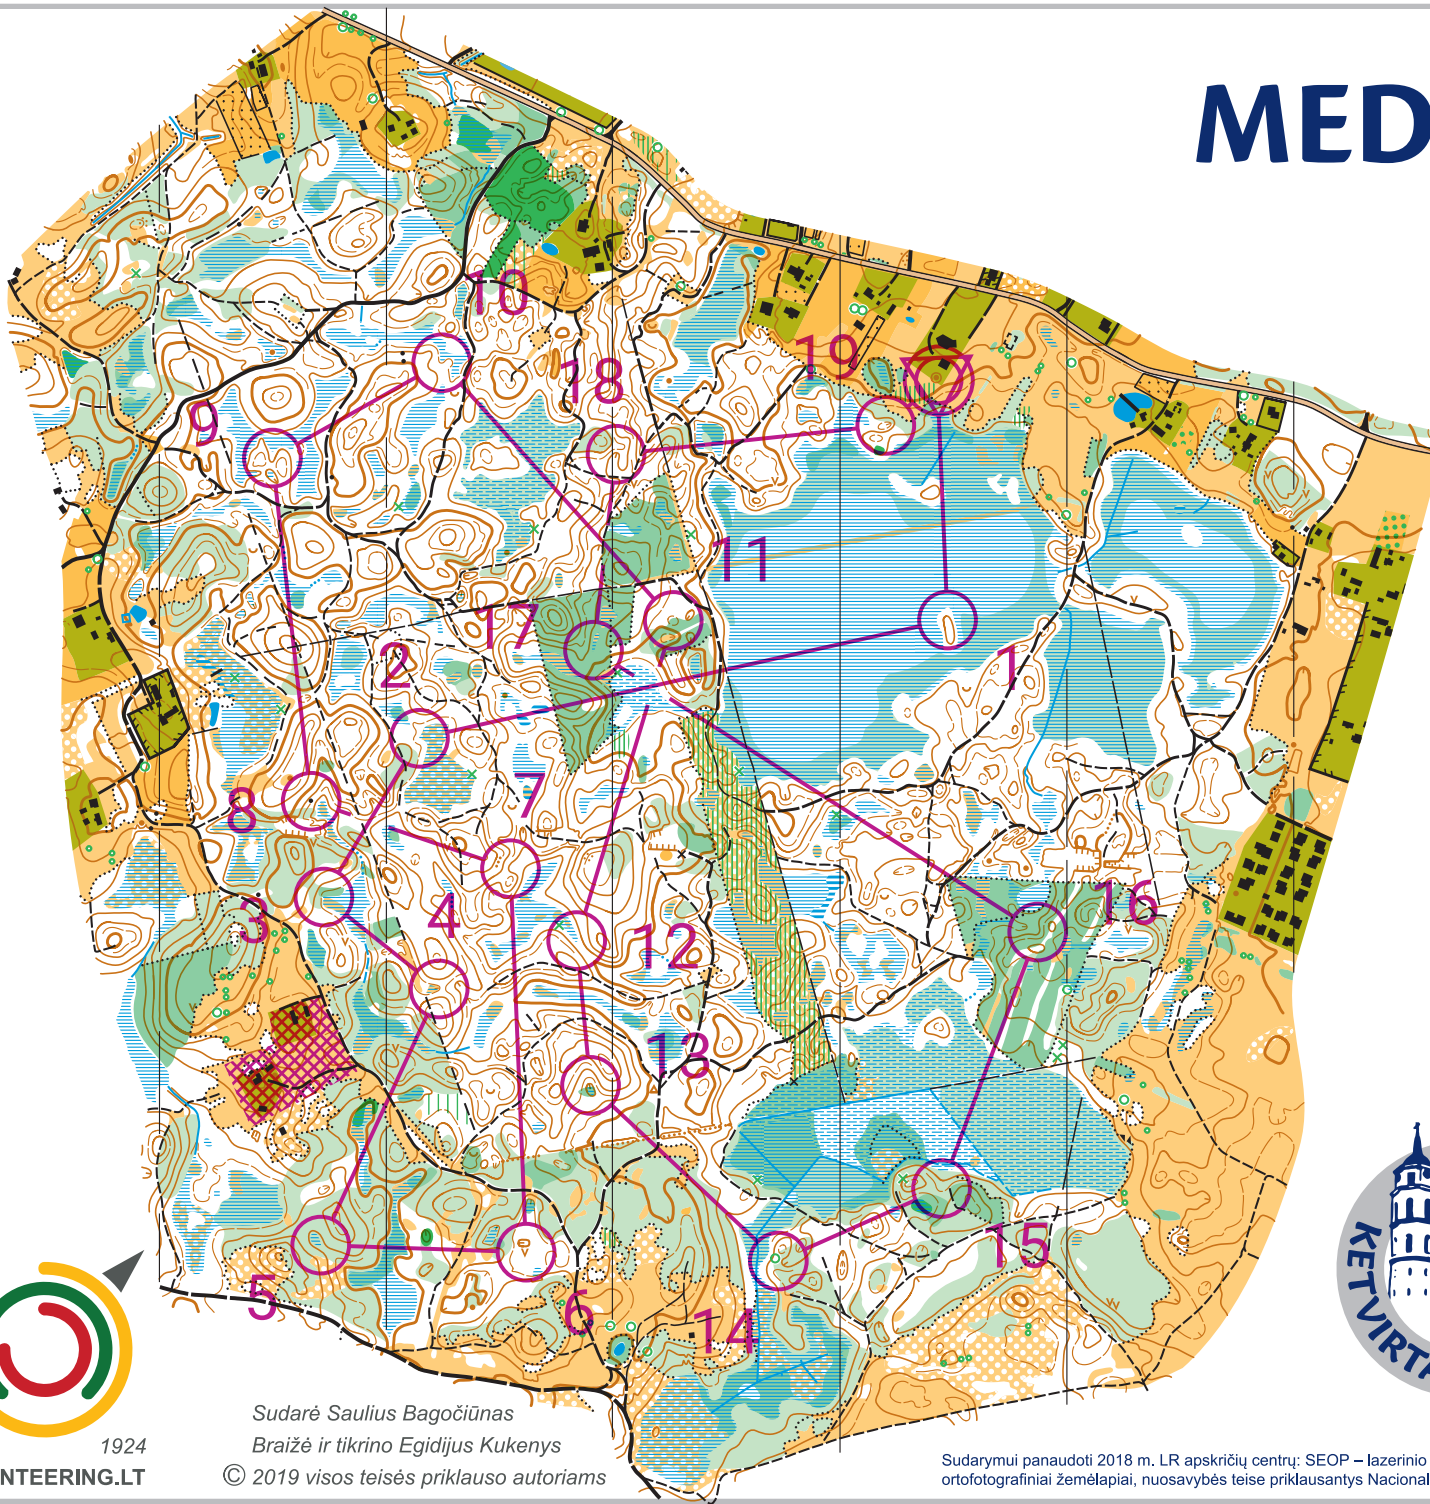 MED
10
19
18
9
11
17
2
1
7
8
16
3
4
12
13
15
5
6
14
KETVIRTA
1924
NTEERING.LT
Sudarė Saulius Bagočiūnas
Braižė ir tikrino Egidijus Kukenys
© 2019 visos teisės priklauso autoriams
Sudarymui panaudoti 2018 m. LR apskričių centrų: SEOP – lazerinio
ortofotografiniai žemėlapiai, nuosavybės teise priklausantys Nacional